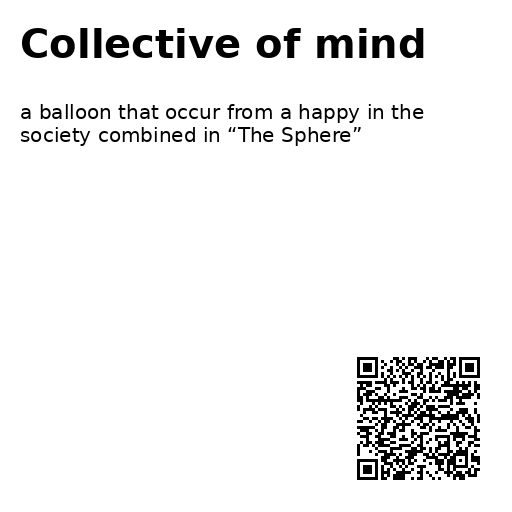 Collective of mind
a balloon that occur from a happy in the
society combined in “The Sphere”